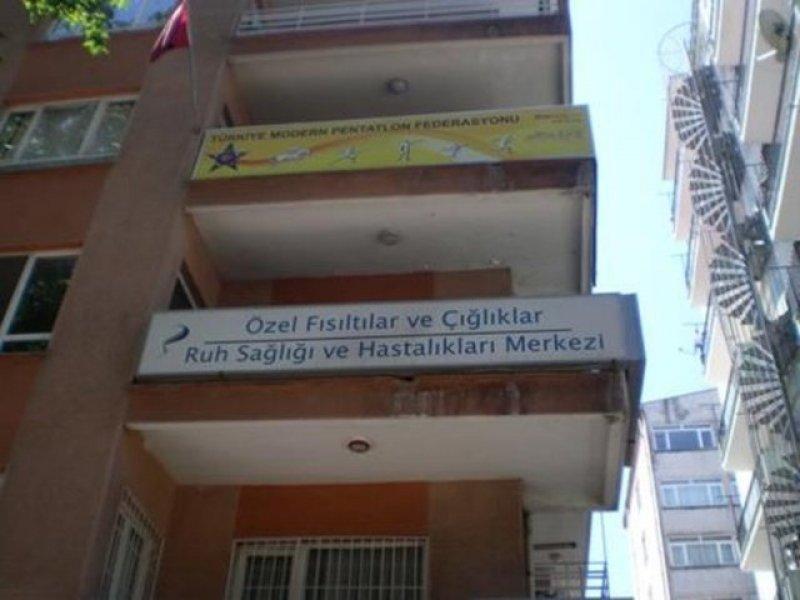 TÜRKİYE MODERN PENTATLON FEDERASYONU
Özel Fısıltılar ve Çığlıklar
Ruh Sağlığı ve Hastalıkları Merkezi